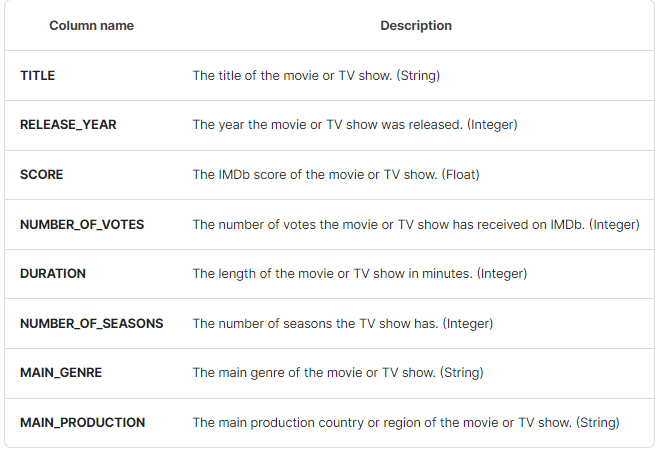 Column name Description
TITLE The title of the movie or TV show. (String)
RELEASE_YEAR The year the movie or TV show was released. (Integer)
SCORE The IMDb score of the movie or TV show. (Float)
NUMBER_OF_VOTES The number of votes the movie or TV show has received on IMDb. (Integer)
DURATION The length of the movie or TV show in minutes. (Integer)
NUMBER_OF_SEASONS The number of seasons the TV show has. (Integer)
MAIN_GENRE The main genre of the movie or TV show. (String)
MAIN_PRODUCTION The main production country or region of the movie or TV show. (String)